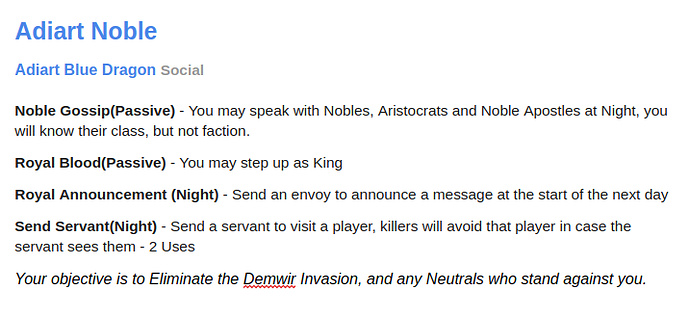 Adiart Noble
Adiart Blue Dragon Social
Noble Gossip(Passive) - You may speak with Nobles, Aristocrats and Noble Apostles at Night, you
will know their class, but not faction.
Royal Blood(Passive) - You may step up as King
Royal Announcement (Night) - Send an envoy to announce a message at the start of the next day
Send Servant(Night) - Send a servant to visit a player, killers will avoid that player in case the
servant sees them - 2 Uses
Your objective is to Eliminate the Demwir Invasion, and any Neutrals who stand against you.